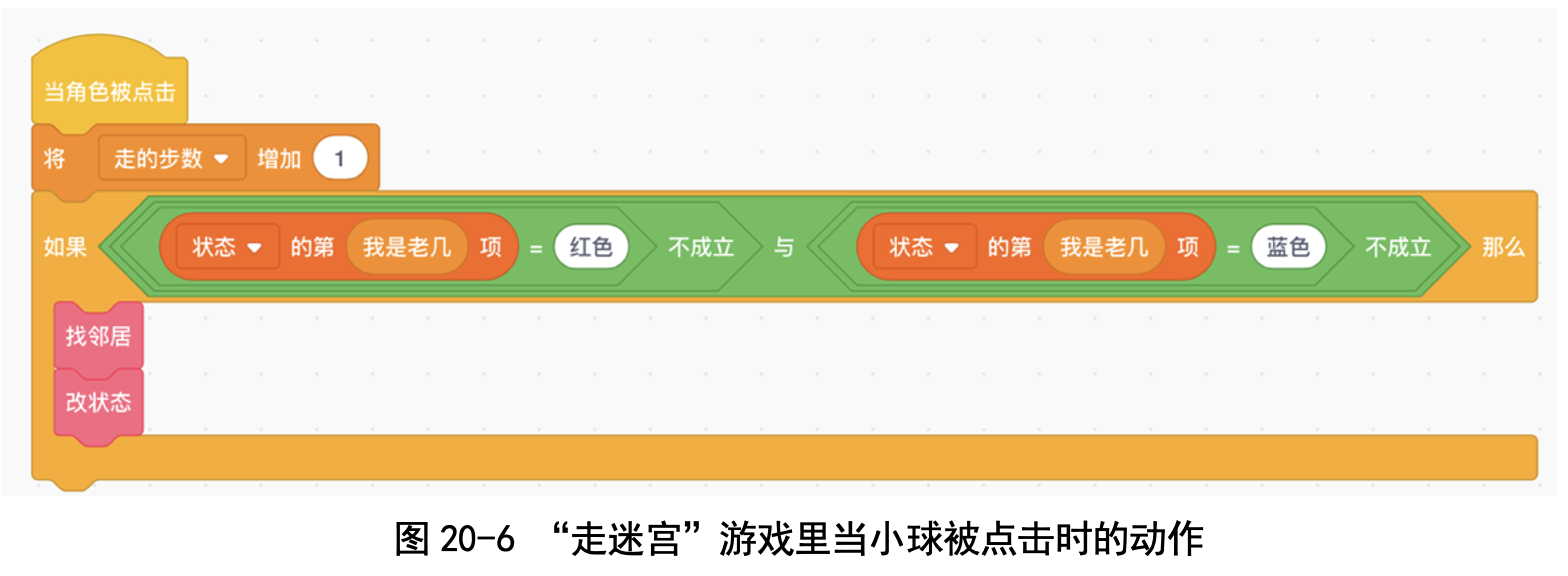 当角色被点击
将 走的步数 增加 1
如果 状态 的第 我是老几 项 = 红色 不成立 与 状态 的第 我是老几 项 = 蓝色 不成立 那么
找邻居
改状态
图 20-6 “走迷宫”游戏里当小球被点击时的动作